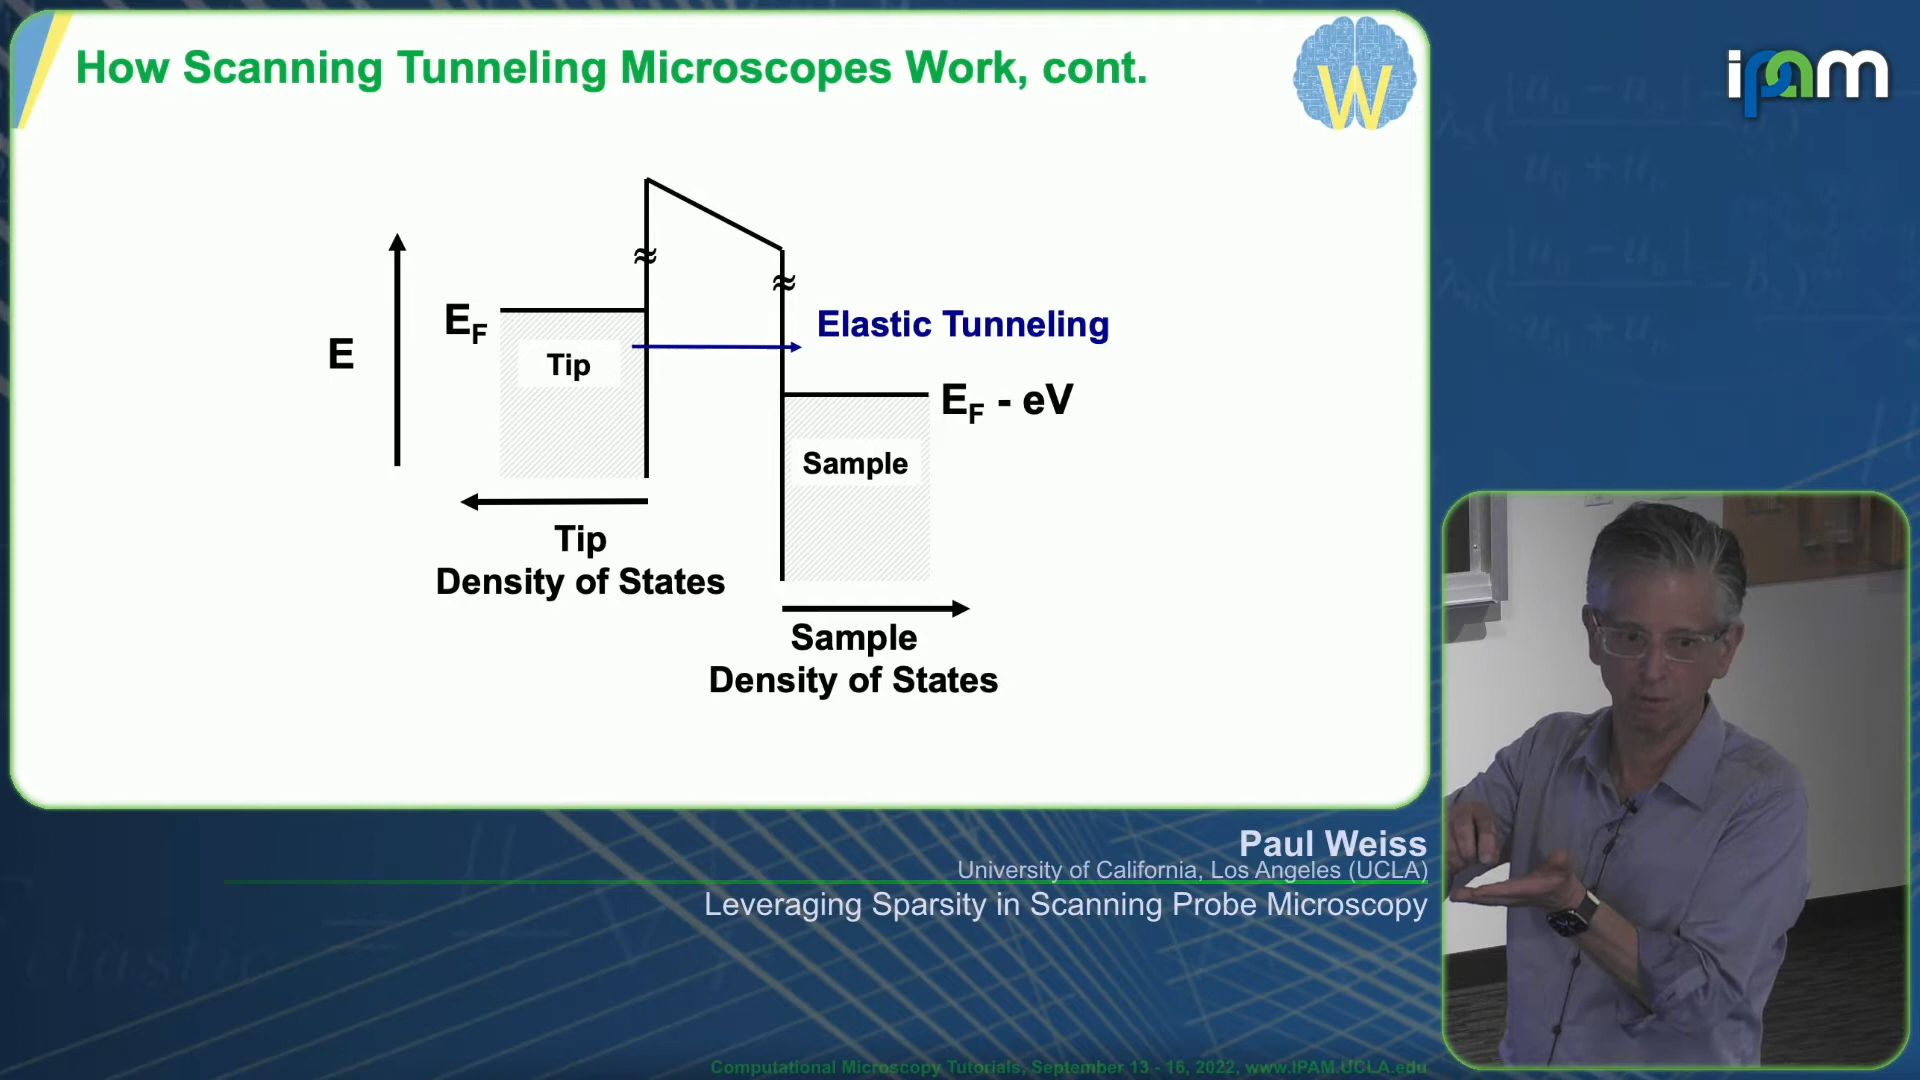 How Scanning Tunneling Microscopes Work, cont.
W
ipam
E
E_F
Tip
Elastic Tunneling
E_F - eV
Sample
Tip
Density of States
Sample
Density of States
Paul Weiss
University of California, Los Angeles (UCLA)
Leveraging Sparsity in Scanning Probe Microscopy
Computational Microscopy Tutorials, September 13 - 16, 2022, www.IPAM.UCLA.edu